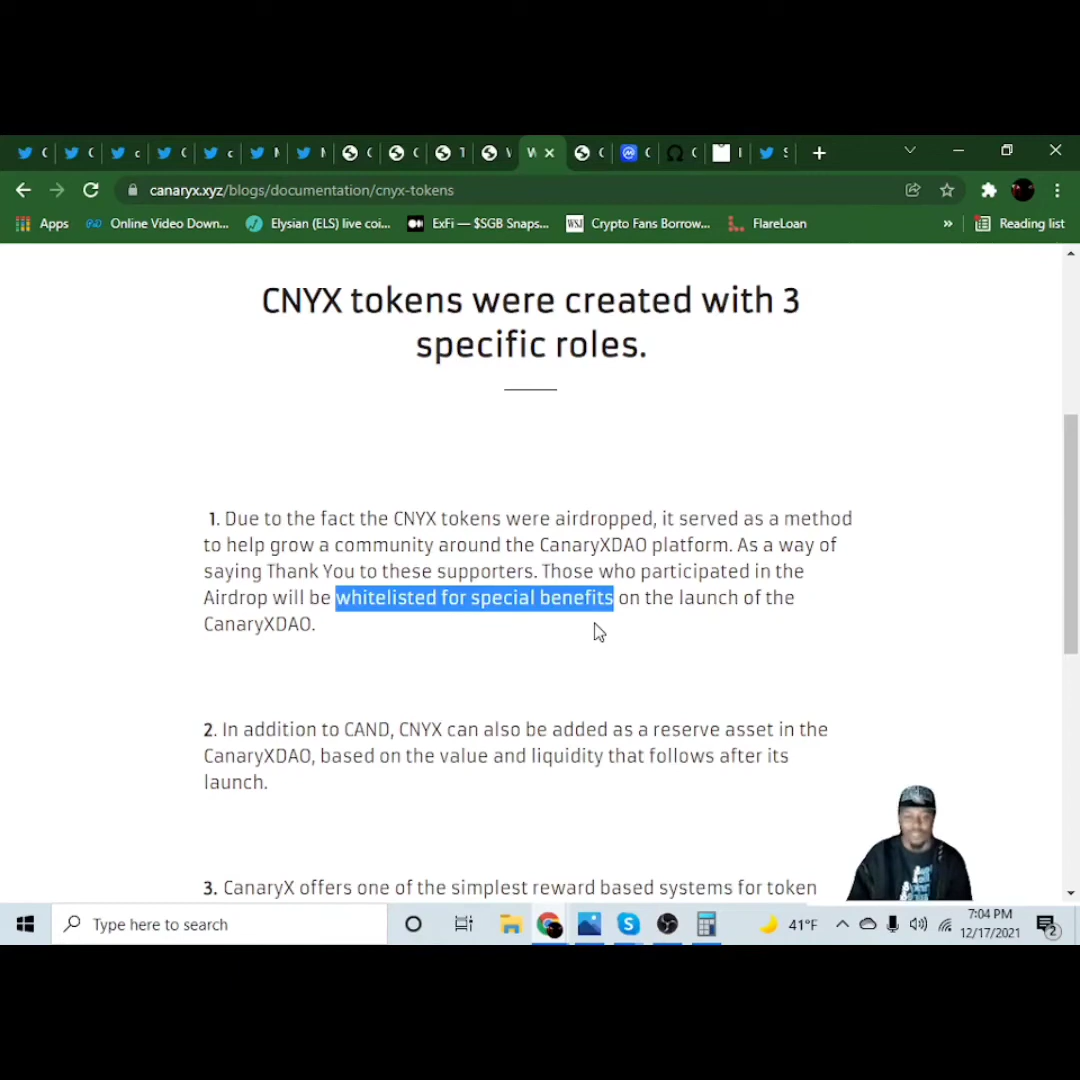 canaryx.xyz/blogs/documentation/cnyx-tokens
Apps Online Video Down... Elysian (ELS) live coi... ExFi — $SGB Snaps... WSJ Crypto Fans Borrow... FlareLoan » Reading list
CNYX tokens were created with 3
specific roles.
1. Due to the fact the CNYX tokens were airdropped, it served as a method
to help grow a community around the CanaryXDAO platform. As a way of
saying Thank You to these supporters. Those who participated in the
Airdrop will be whitelisted for special benefits on the launch of the
CanaryXDAO.
2. In addition to CAND, CNYX can also be added as a reserve asset in the
CanaryXDAO, based on the value and liquidity that follows after its
launch.
3. CanaryX offers one of the simplest reward based systems for token
Type here to search
41°F
7:04 PM
12/17/2021
2